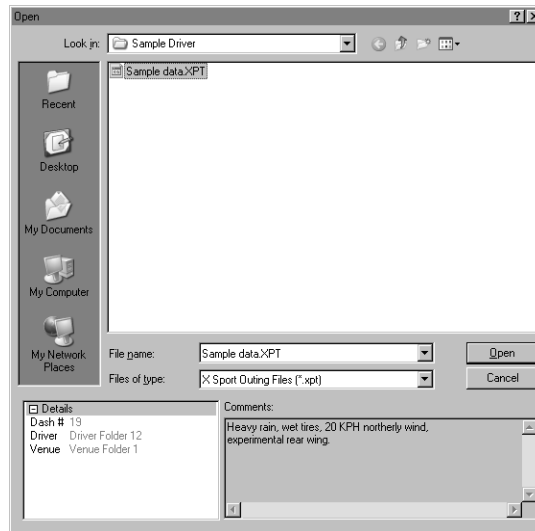 Open
Look in: Sample Driver
Sample data.XPT
Recent
Desktop
My Documents
My Computer
My Network
Places
File name: Sample data.XPT Open
Files of type: X Sport Outing Files (*.xpt) Cancel
Details
Dash # 19
Driver Driver Folder 12
Venue Venue Folder 1
Comments:
Heavy rain, wet tires, 20 KPH northerly wind,
experimental rear wing.